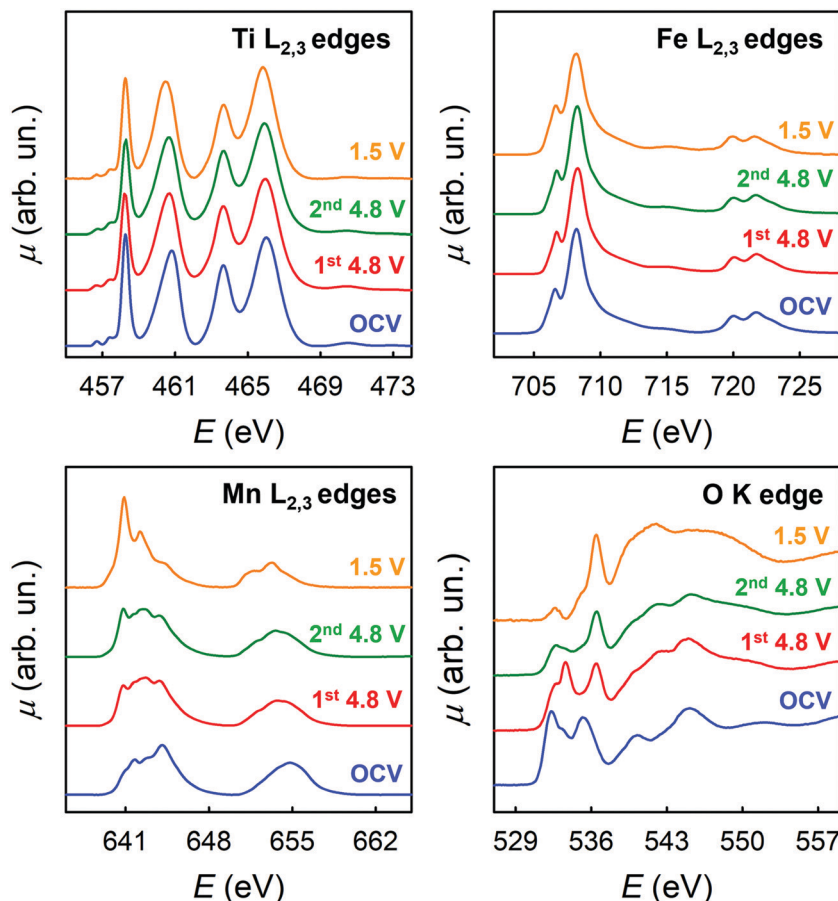 Ti L2,3 edges
1.5 V
2nd 4.8 V
1st 4.8 V
OCV
μ (arb. un.)
457 461 465 469 473
E (eV)
Fe L2,3 edges
1.5 V
2nd 4.8 V
1st 4.8 V
OCV
μ (arb. un.)
705 710 715 720 725
E (eV)
Mn L2,3 edges
1.5 V
2nd 4.8 V
1st 4.8 V
OCV
μ (arb. un.)
641 648 655 662
E (eV)
O K edge
1.5 V
2nd 4.8 V
1st 4.8 V
OCV
μ (arb. un.)
529 536 543 550 557
E (eV)